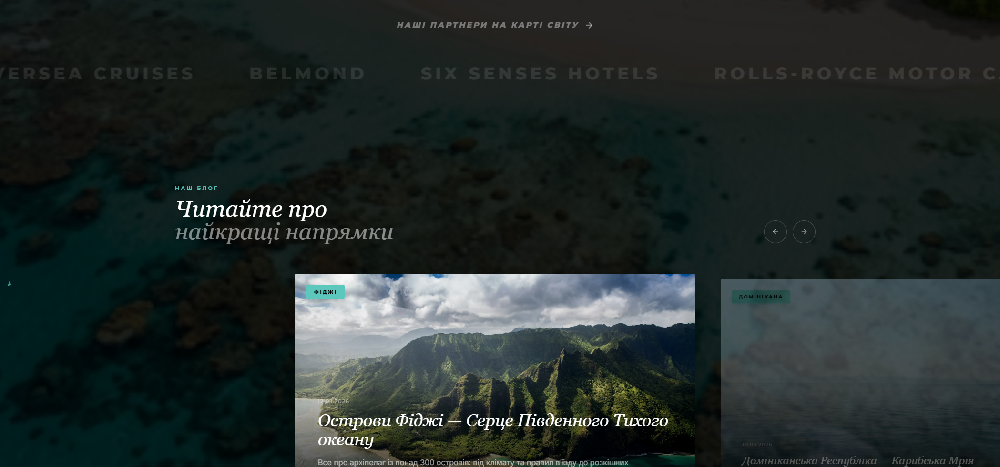 НАШІ ПАРТНЕРИ НА КАРТІ СВІТУ →
VERSEA CRUISES BELMOND SIX SENSES HOTELS ROLLS-ROYCE MOTOR
НАШ БЛОГ
Читайте про
найкращі напрямки
ФІДЖІ
ДОМІНІКАНА
12.03.2026
Острови Фіджі — Серце Південного Тихого
океану
Все про архіпелаг із понад 300 островів: від клімату та правил в'їзду до розкішних
10.03.2026
Домініканська Республіка — Карибська Мрія